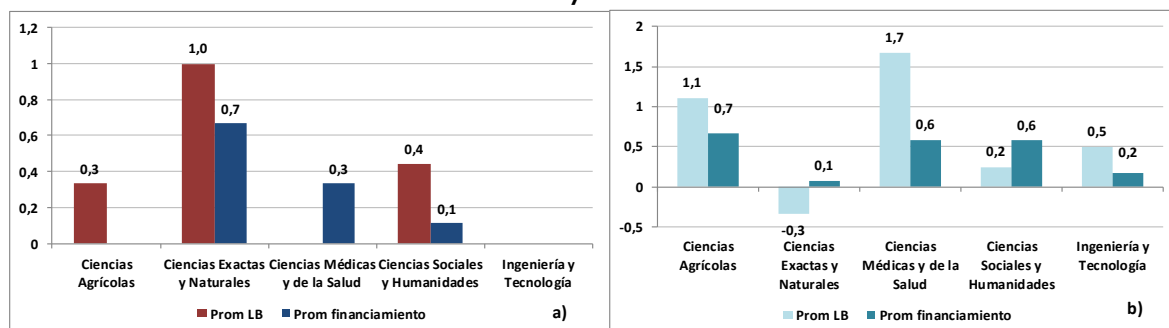 1,2
1
0,8
0,6
0,4
0,2
0
0,3
1,0
0,7
0,3
0,4
0,1
Ciencias Agrícolas
Ciencias Exactas y Naturales
Ciencias Médicas y de la Salud
Ciencias Sociales y Humanidades
Ingeniería y Tecnología
Prom LB
Prom financiamiento
a)
2
1,5
1
0,5
0
-0,5
1,1
0,7
-0,3
0,1
1,7
0,6
0,2
0,6
0,5
0,2
Ciencias Agrícolas
Ciencias Exactas y Naturales
Ciencias Médicas y de la Salud
Ciencias Sociales y Humanidades
Ingeniería y Tecnología
Prom LB
Prom financiamiento
b)